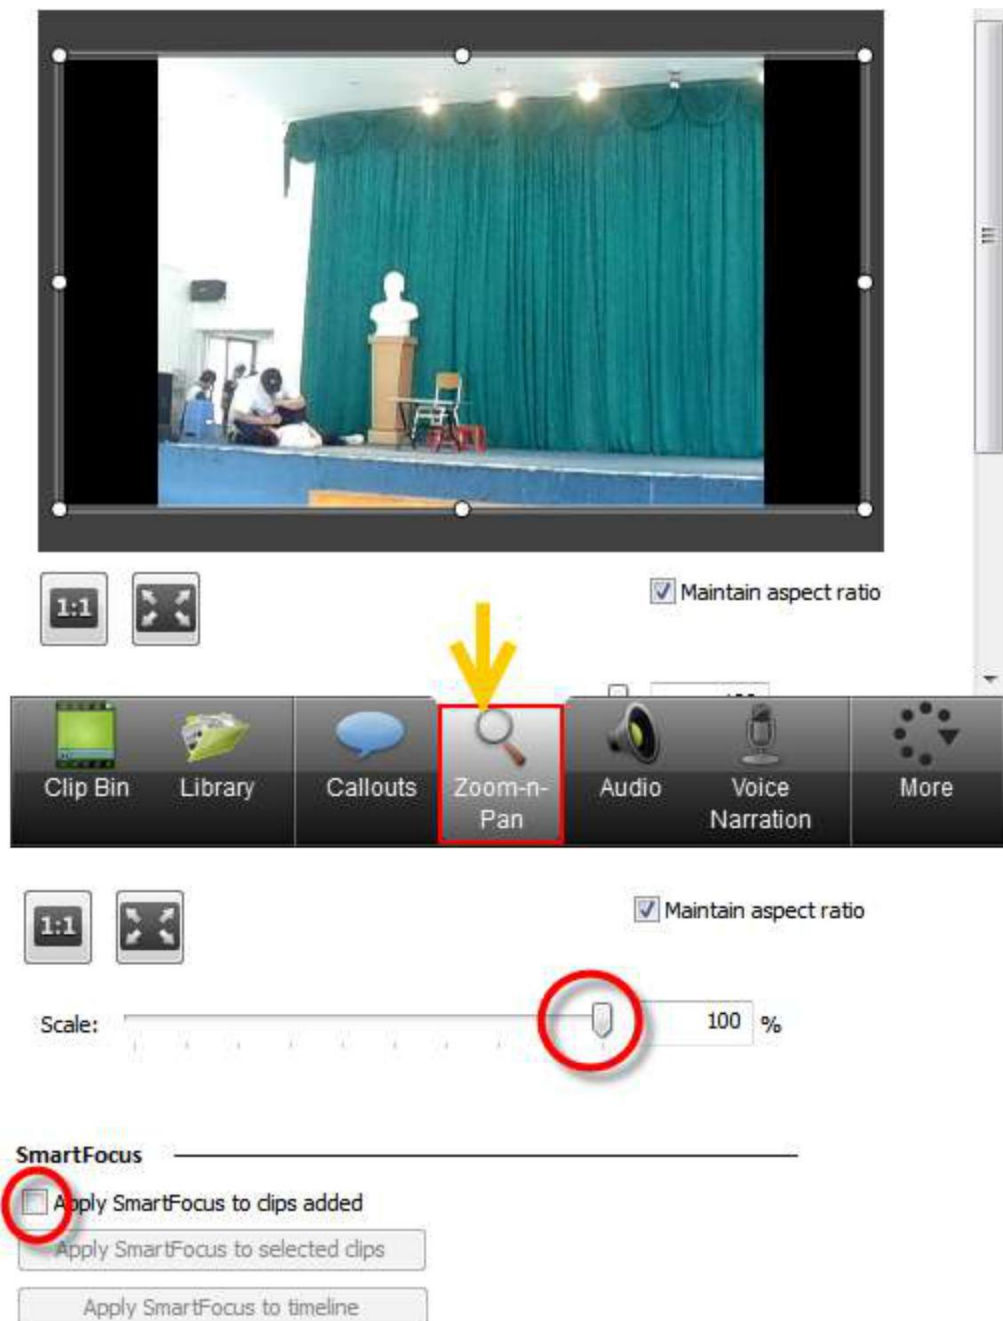 1:1
Maintain aspect ratio
Clip Bin
Library
Callouts
Zoom-n-
Pan
Audio
Voice
Narration
More
1:1
Maintain aspect ratio
Scale:
100 %
SmartFocus
Apply SmartFocus to clips added
Apply SmartFocus to selected clips
Apply SmartFocus to timeline